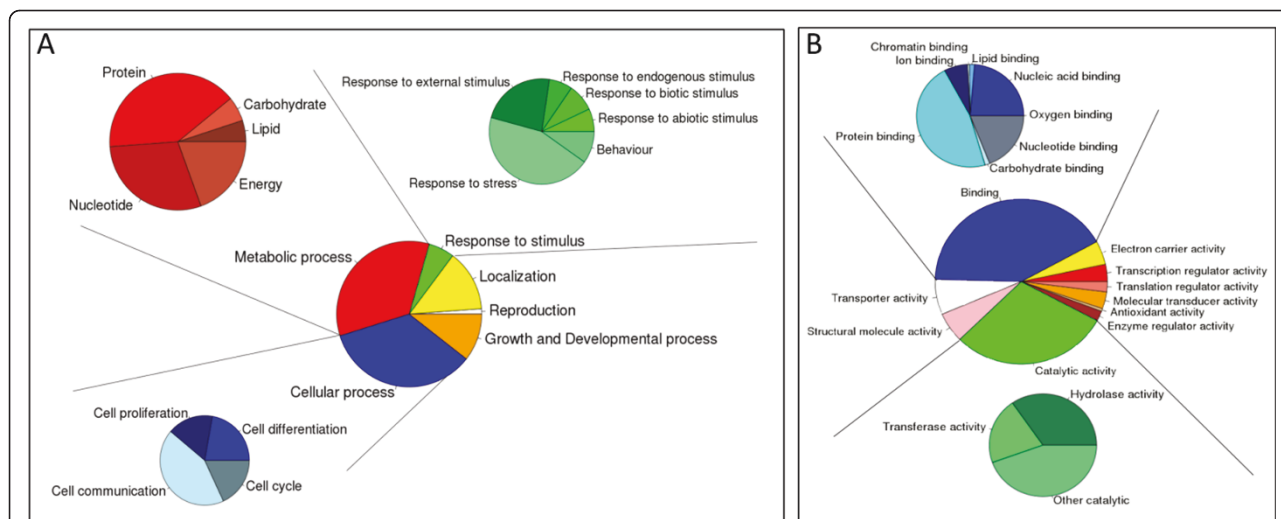 A
Protein
Carbohydrate
Lipid
Energy
Nucleotide
Response to external stimulus
Response to endogenous stimulus
Response to biotic stimulus
Response to abiotic stimulus
Behaviour
Response to stress
Metabolic process
Response to stimulus
Localization
Reproduction
Growth and Developmental process
Cellular process
Cell proliferation
Cell differentiation
Cell communication
Cell cycle
B
Chromatin binding
Lipid binding
Ion binding
Nucleic acid binding
Oxygen binding
Protein binding
Nucleotide binding
Carbohydrate binding
Binding
Electron carrier activity
Transcription regulator activity
Transporter activity
Translation regulator activity
Molecular transducer activity
Antioxidant activity
Structural molecule activity
Enzyme regulator activity
Catalytic activity
Hydrolase activity
Transferase activity
Other catalytic